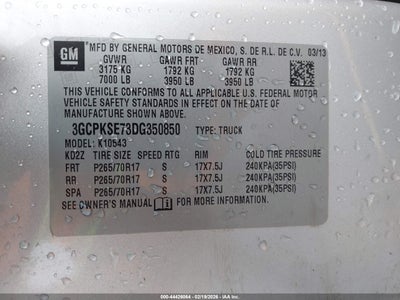 GM
MFD BY GENERAL MOTORS DE MEXICO, S. DE R.L. DE C.V. 03/13
GVWR GAWR FRT GAWR RR
3175 KG 1792 KG 1792 KG
7000 LB 3950 LB 3950 LB
THIS VEHICLE CONFORMS TO ALL APPLICABLE U.S. FEDERAL MOTOR
VEHICLE SAFETY STANDARDS IN EFFECT ON THE DATE OF
MANUFACTURE SHOWN ABOVE.
3GCPKSE73DG350850 TYPE: TRUCK
MODEL: K10543
KD2Z TIRE SIZE SPEED RTG RIM COLD TIRE PRESSURE
FRT P265/70R17 S 17X7.5J 240KPA(35PSI)
RR P265/70R17 S 17X7.5J 240KPA(35PSI)
SPA P265/70R17 S 17X7.5J 240KPA(35PSI)
SEE OWNER'S MANUAL FOR MORE INFORMATION.
000-44426064 02/19/2026 - IAA Inc.